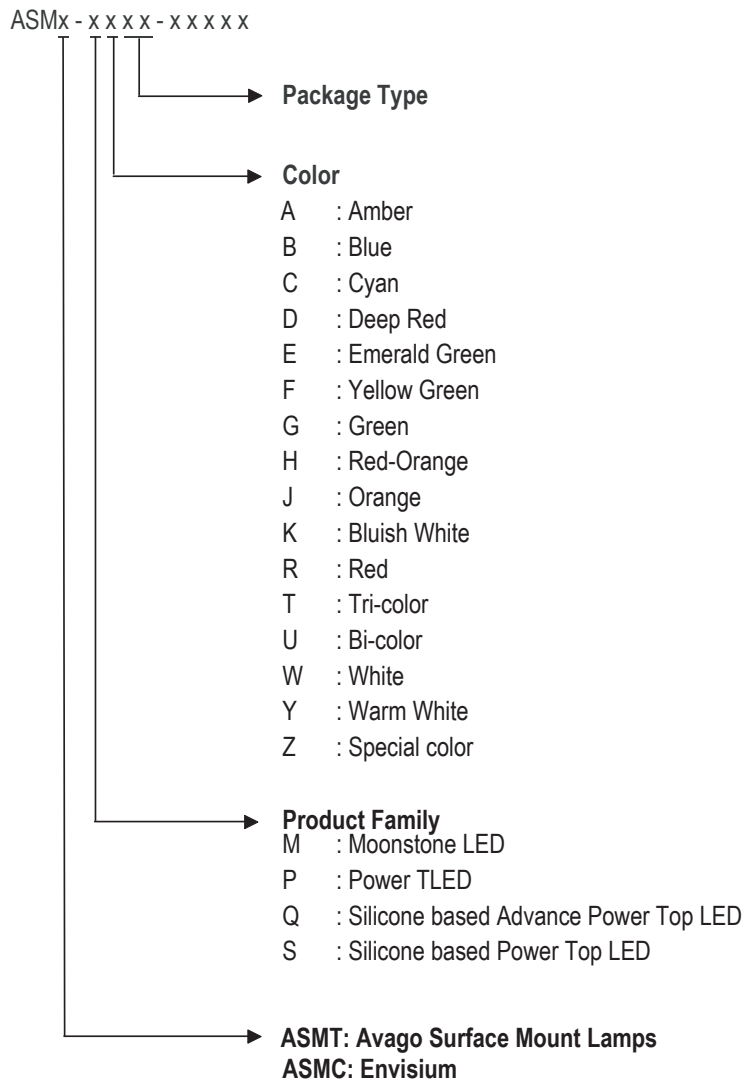 ASMx - x x x x - x x x x x
Package Type
Color
A : Amber
B : Blue
C : Cyan
D : Deep Red
E : Emerald Green
F : Yellow Green
G : Green
H : Red-Orange
J : Orange
K : Bluish White
R : Red
T : Tri-color
U : Bi-color
W : White
Y : Warm White
Z : Special color
Product Family
M : Moonstone LED
P : Power TLED
Q : Silicone based Advance Power Top LED
S : Silicone based Power Top LED
ASMT: Avago Surface Mount Lamps
ASMC: Envisium